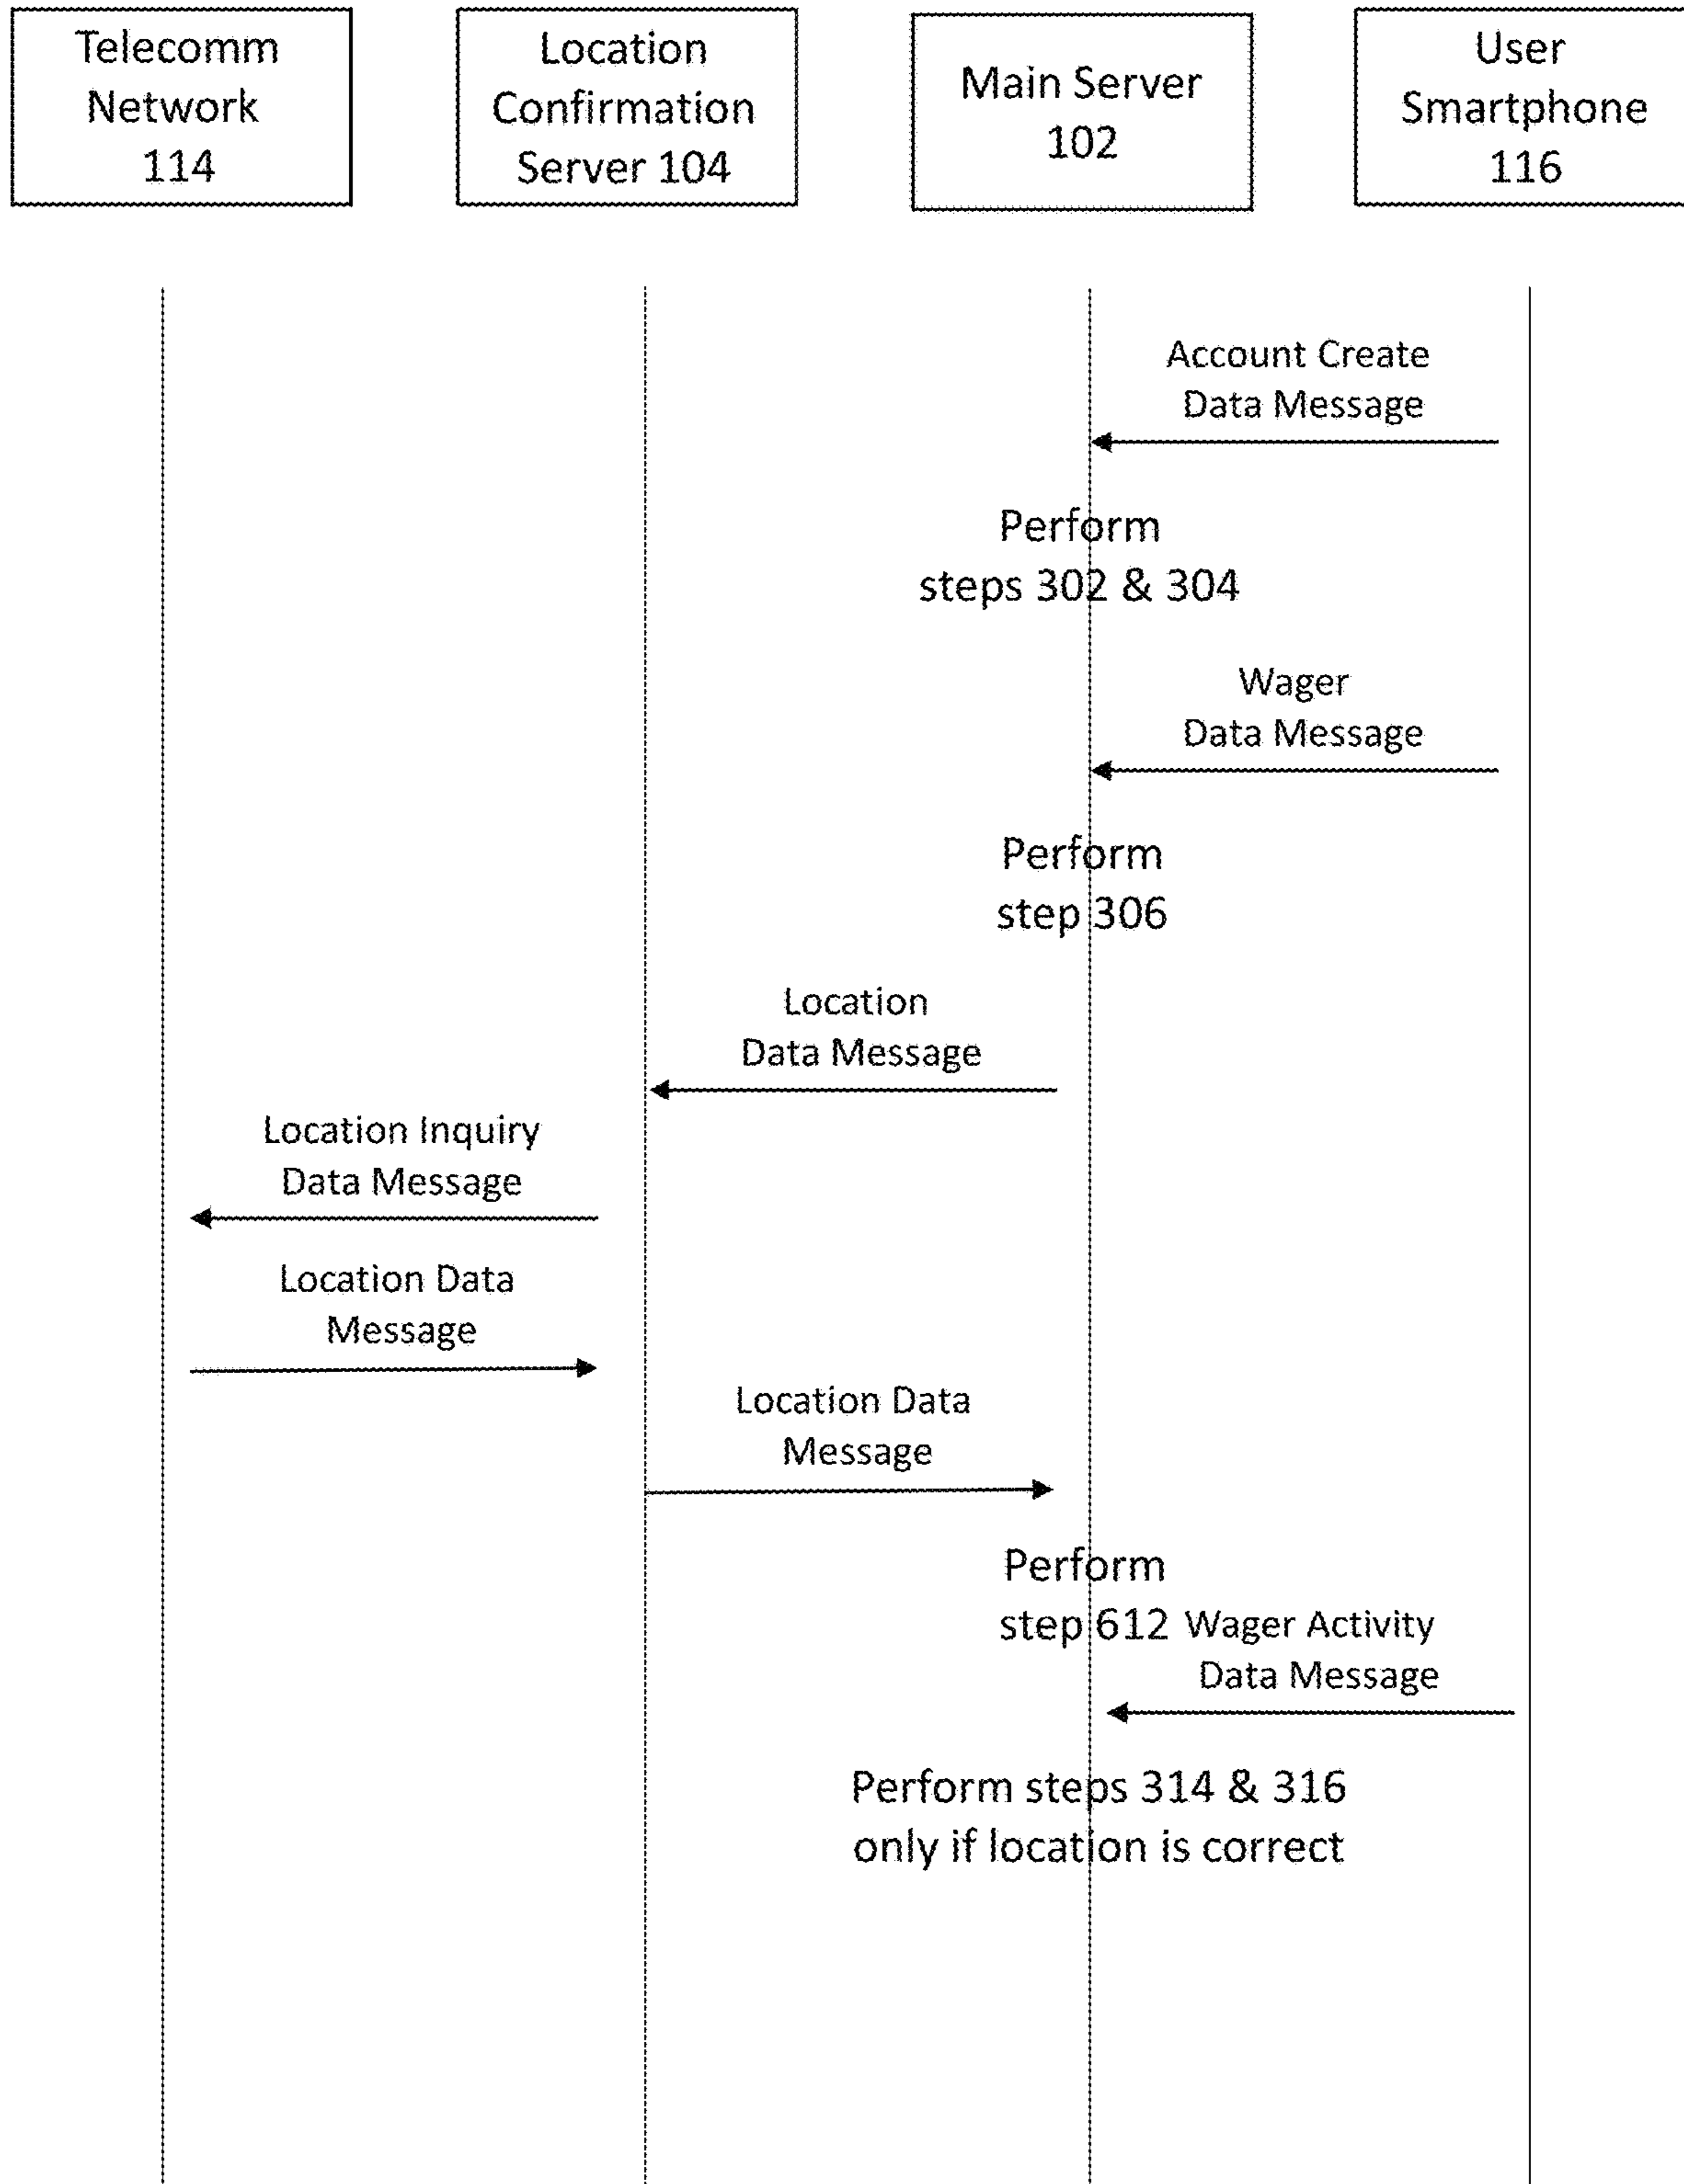 Telecomm
Network
114
Location
Confirmation
Server 104
Main Server
102
User
Smartphone
116
Account Create
Data Message
Perform
steps 302 & 304
Wager
Data Message
Perform
step 306
Location
Data Message
Location Inquiry
Data Message
Location Data
Message
Location Data
Message
Perform
step 612
Wager Activity
Data Message
Perform steps 314 & 316
only if location is correct